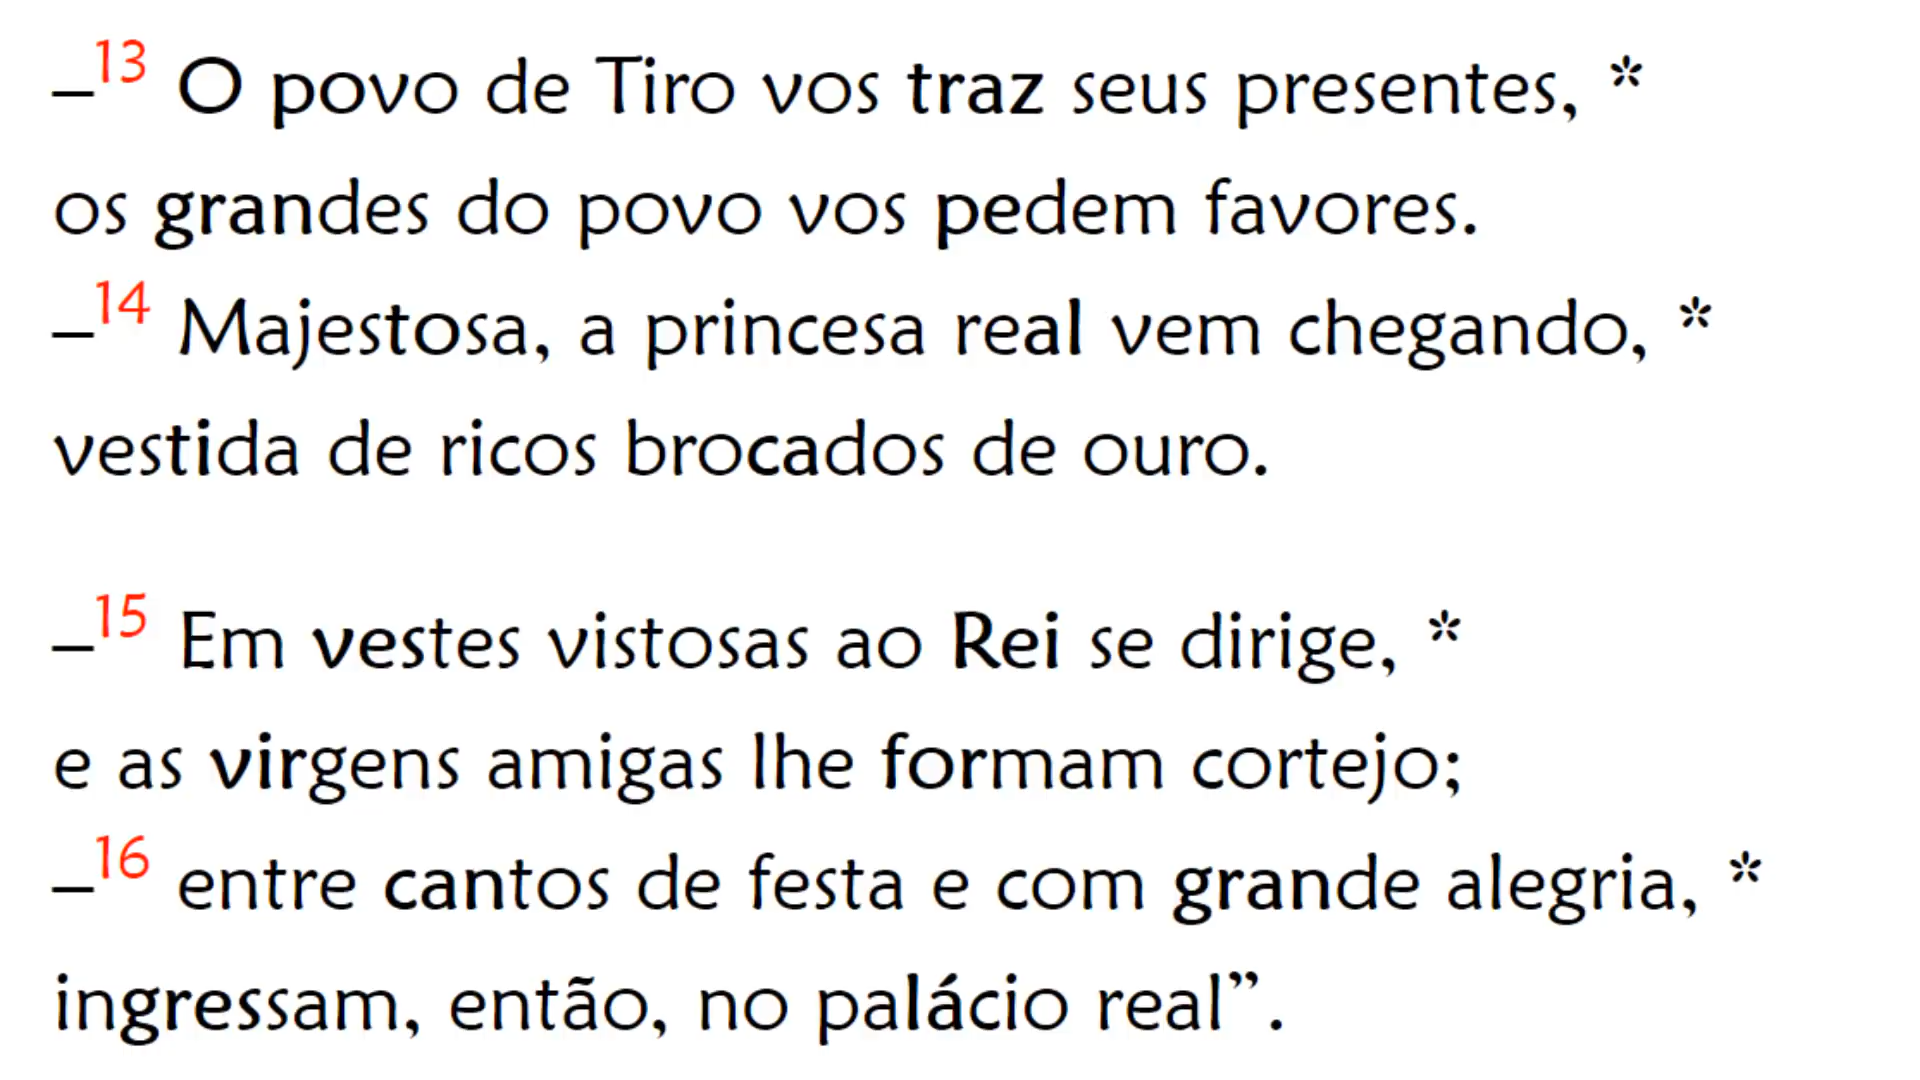 –13 O povo de Tiro vos traz seus presentes, *
os grandes do povo vos pedem favores.
–14 Majestosa, a princesa real vem chegando, *
vestida de ricos brocados de ouro.
–15 Em vestes vistosas ao Rei se dirige, *
e as virgens amigas lhe formam cortejo;
–16 entre cantos de festa e com grande alegria, *
ingressam, então, no palácio real”.